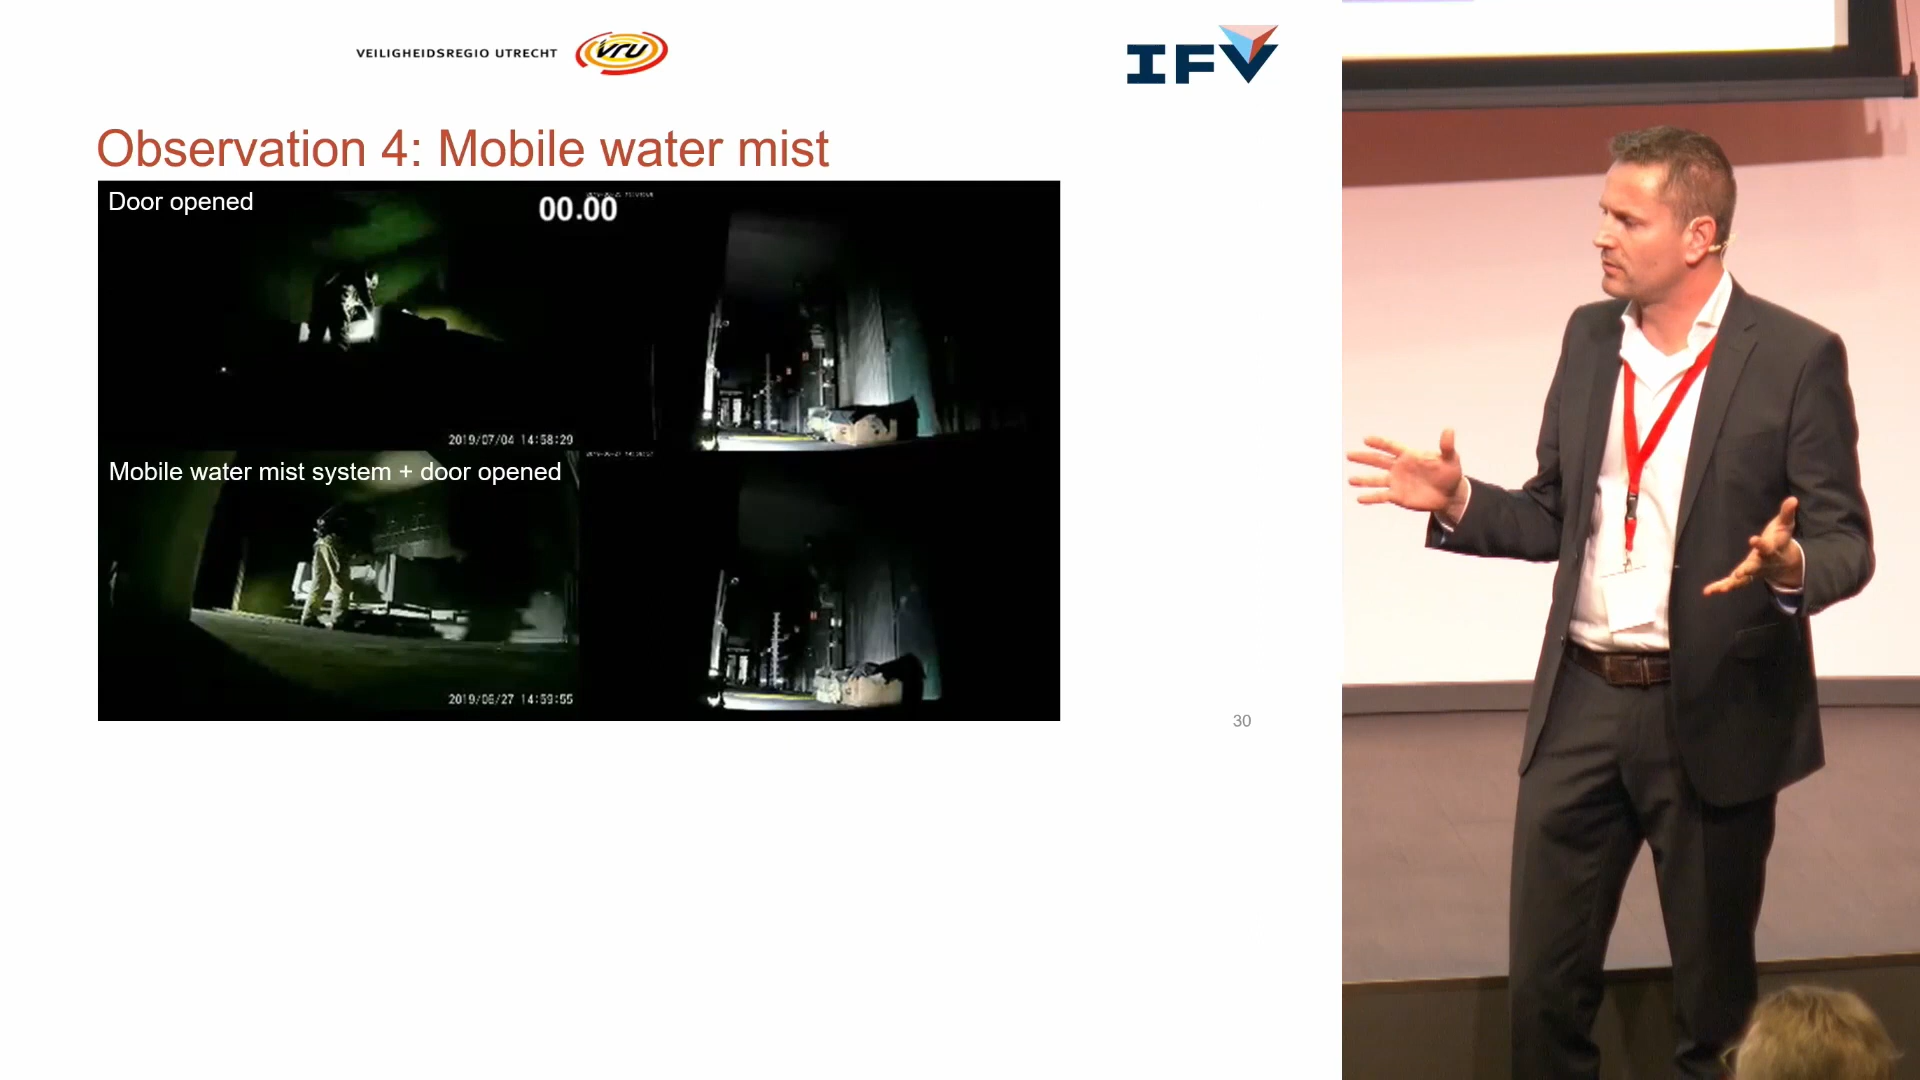 VEILIGHEIDSREGIO UTRECHT
vru
IFV
Observation 4: Mobile water mist
Door opened
00.00
2019/07/04 14:58:29
Mobile water mist system + door opened
2019/06/27 14:59:55
30